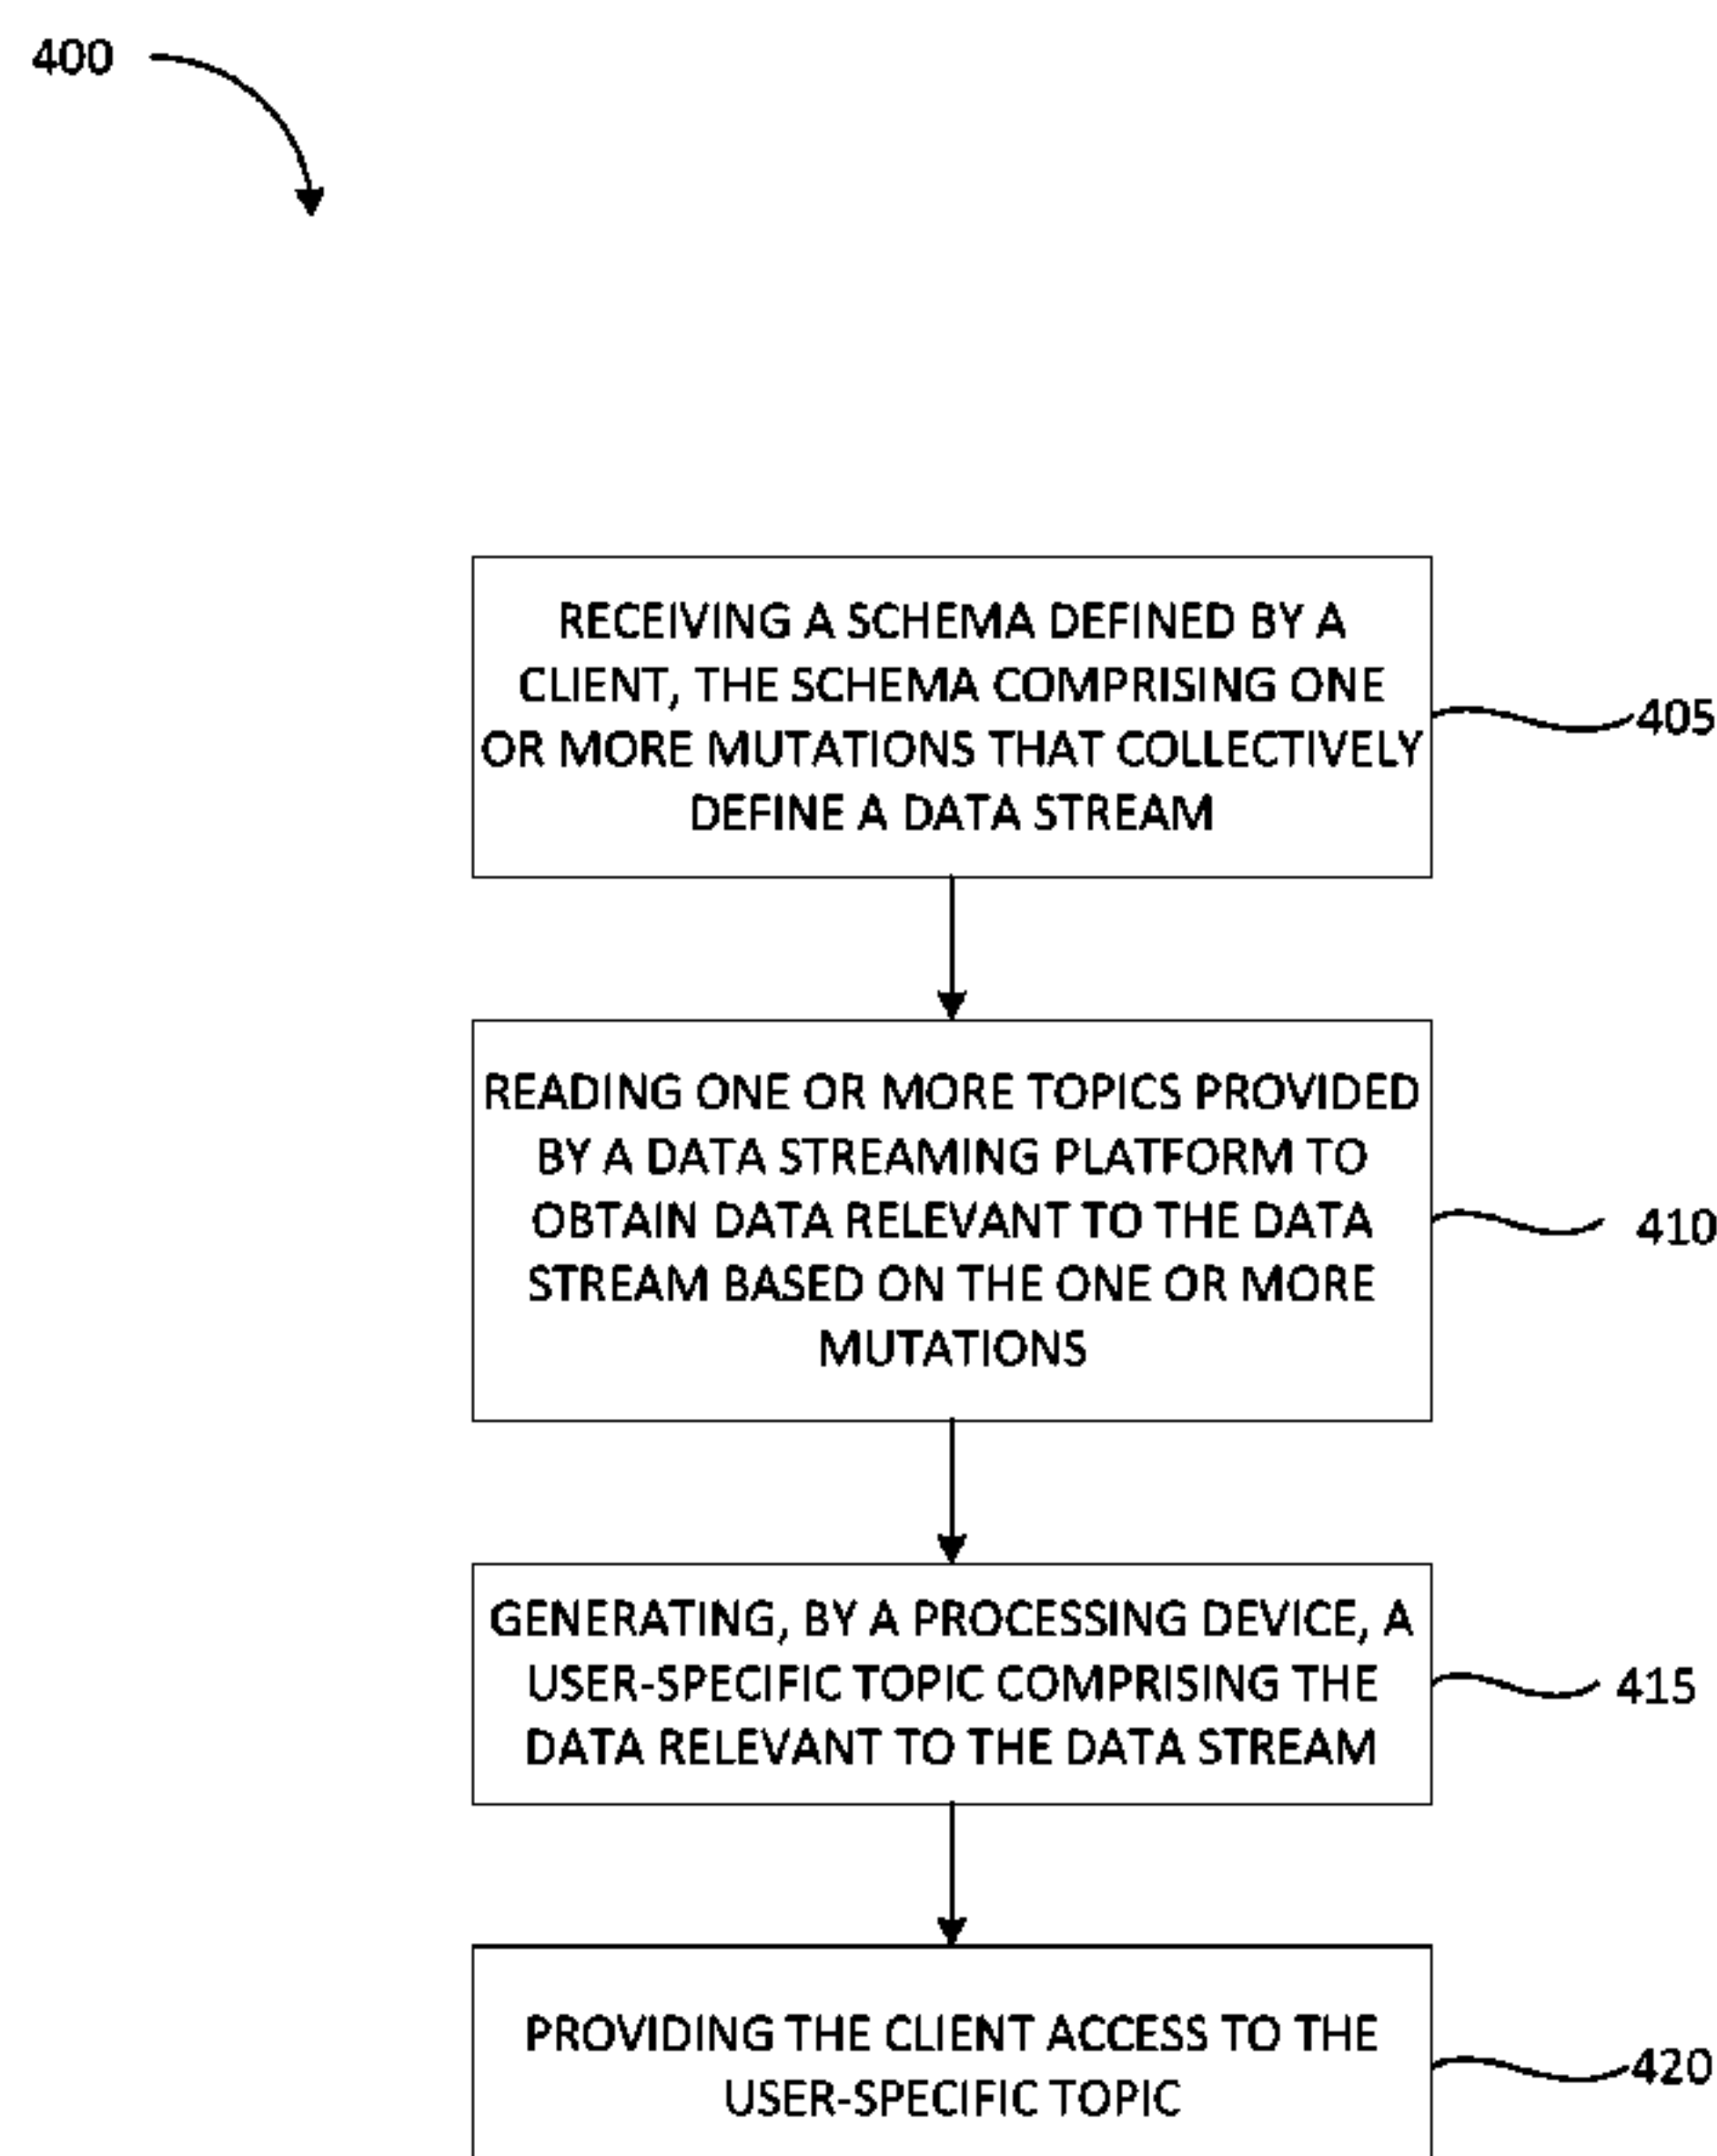 400
RECEIVING A SCHEMA DEFINED BY A
CLIENT, THE SCHEMA COMPRISING ONE
OR MORE MUTATIONS THAT COLLECTIVELY
DEFINE A DATA STREAM
405
READING ONE OR MORE TOPICS PROVIDED
BY A DATA STREAMING PLATFORM TO
OBTAIN DATA RELEVANT TO THE DATA
STREAM BASED ON THE ONE OR MORE
MUTATIONS
410
GENERATING, BY A PROCESSING DEVICE, A
USER-SPECIFIC TOPIC COMPRISING THE
DATA RELEVANT TO THE DATA STREAM
415
PROVIDING THE CLIENT ACCESS TO THE
USER-SPECIFIC TOPIC
420